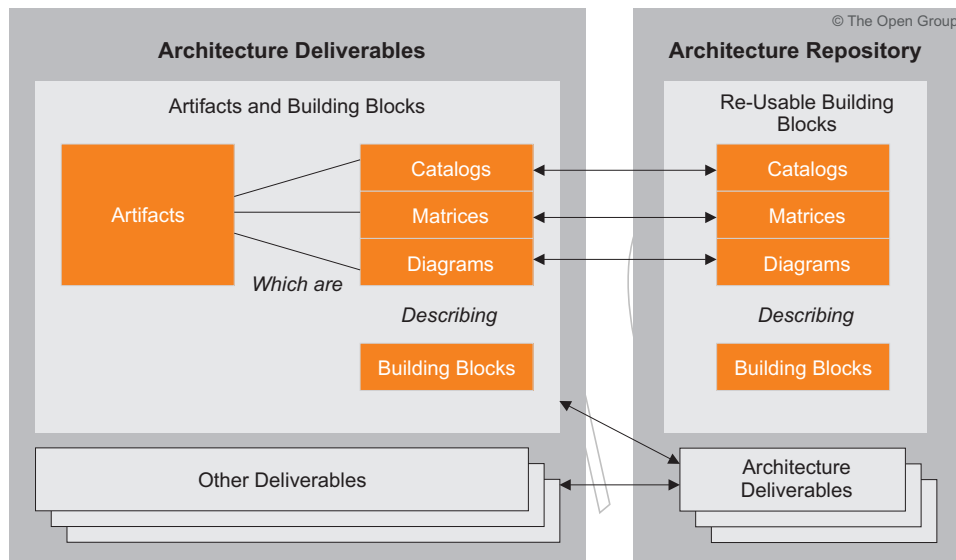 © The Open Group
Architecture Deliverables
Architecture Repository
Artifacts and Building Blocks
Re-Usable Building
Blocks
Artifacts
Catalogs
Matrices
Diagrams
Which are
Describing
Building Blocks
Catalogs
Matrices
Diagrams
Describing
Building Blocks
Other Deliverables
Architecture
Deliverables